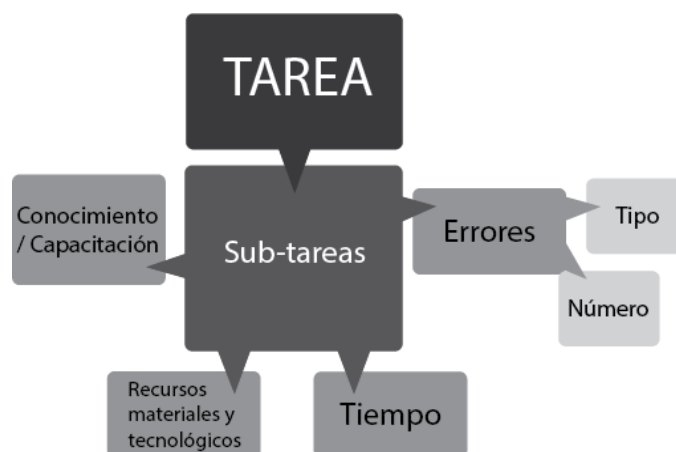 TAREA
Conocimiento
/ Capacitación
Sub-tareas
Errores
Tipo
Número
Recursos
materiales y
tecnológicos
Tiempo